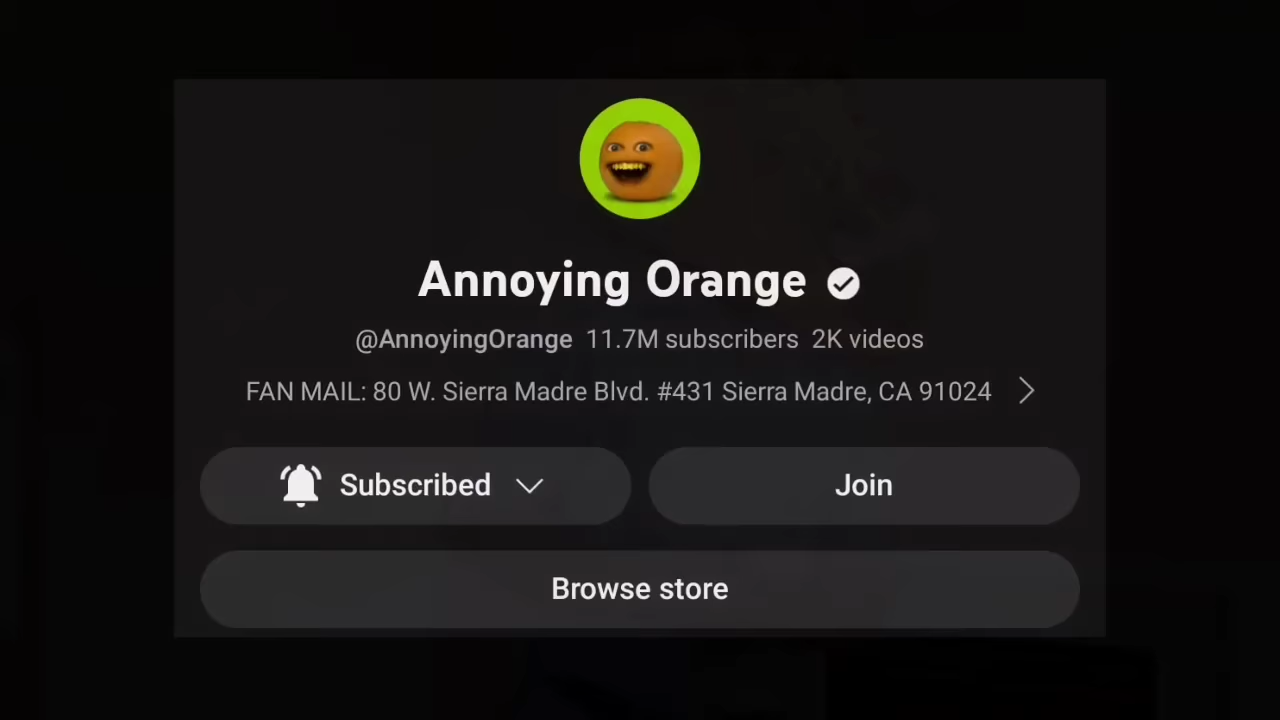 Annoying Orange
@AnnoyingOrange 11.7M subscribers 2K videos
FAN MAIL: 80 W. Sierra Madre Blvd. #431 Sierra Madre, CA 91024
Subscribed
Join
Browse store